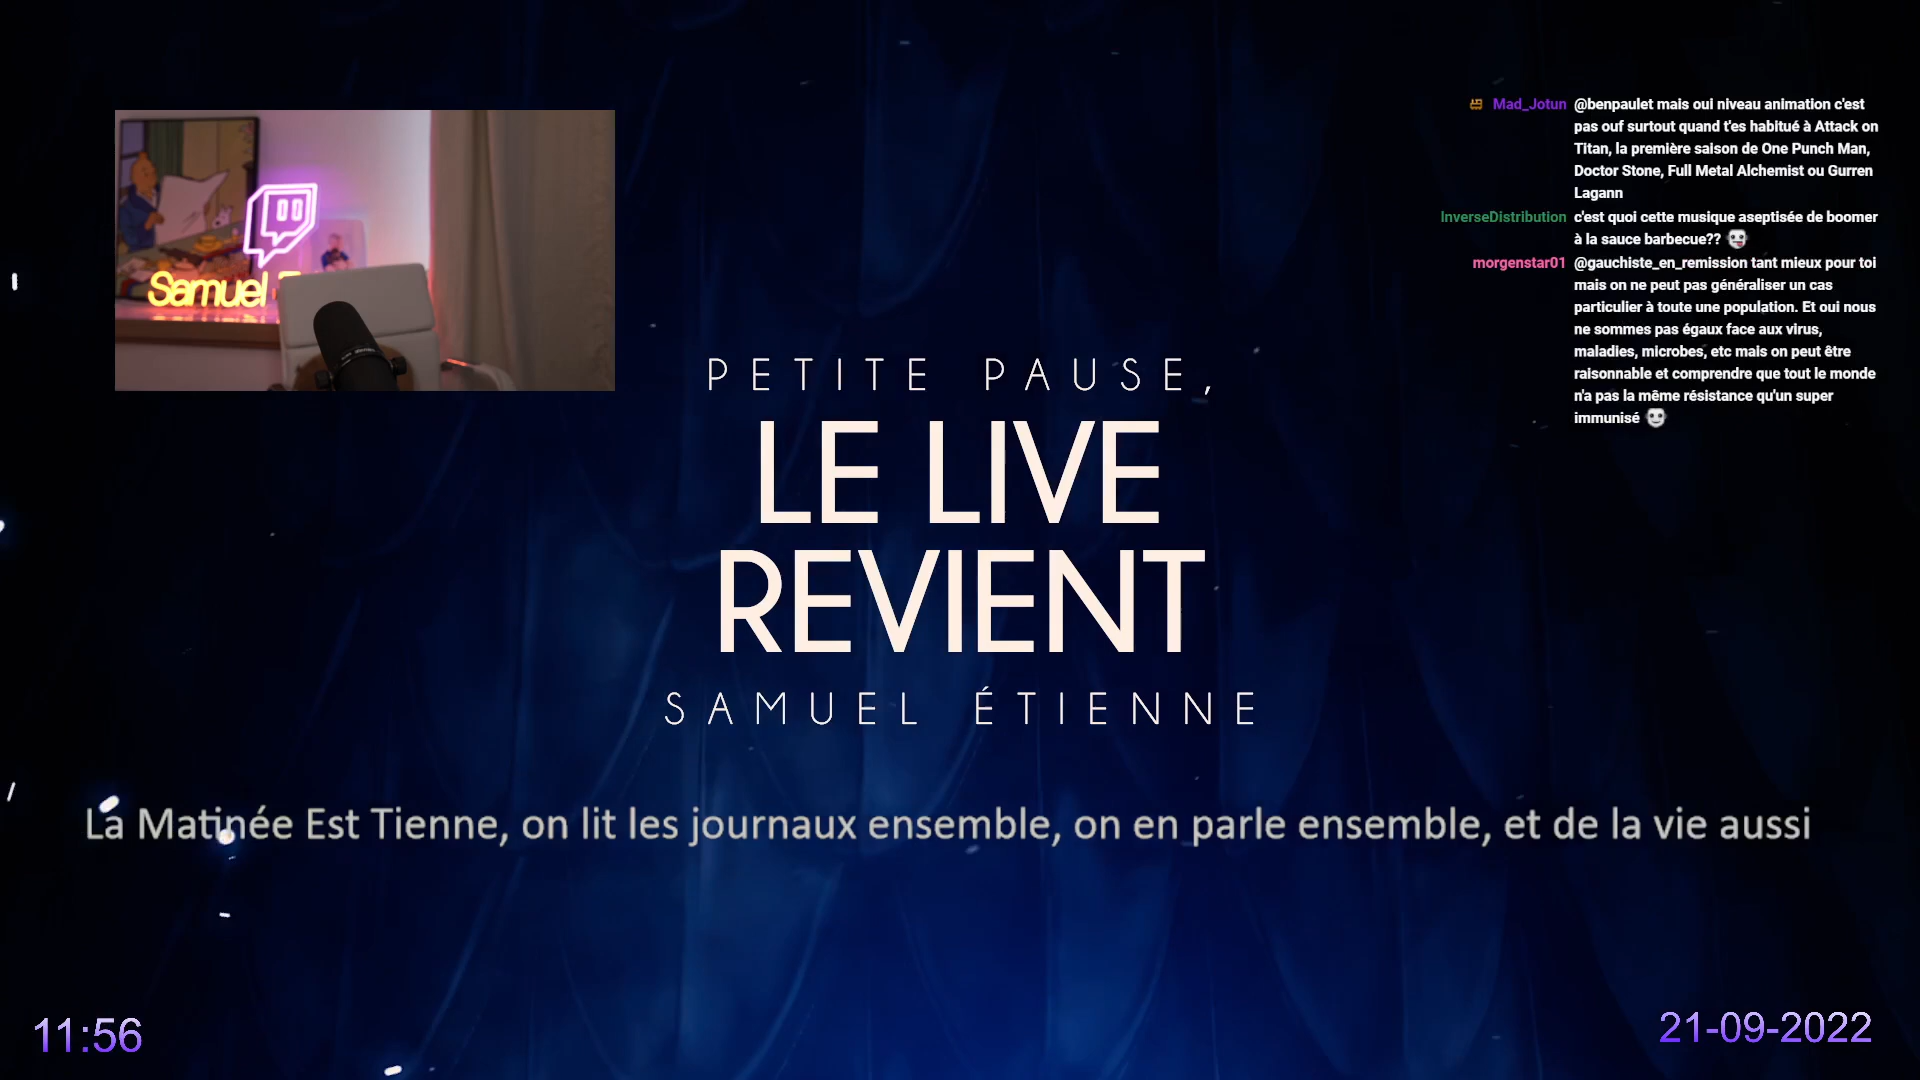 Samuel
Mad_Jotun @benpaulet mais oui niveau animation c'est
pas ouf surtout quand t'es habitué à Attack on
Titan, la première saison de One Punch Man,
Doctor Stone, Full Metal Alchemist ou Gurren
Lagann
InverseDistribution c'est quoi cette musique aseptisée de boomer
à la sauce barbecue??
morgenstar01 @gauchiste_en_remission tant mieux pour toi
mais on ne peut pas généraliser un cas
particulier à toute une population. Et oui nous
ne sommes pas égaux face aux virus,
maladies, microbes, etc mais on peut être
raisonnable et comprendre que tout le monde
n'a pas la même résistance qu'un super
immunisé
PETITE PAUSE,
LE LIVE
REVIENT
SAMUEL ÉTIENNE
La Matinée Est Tienne, on lit les journaux ensemble, on en parle ensemble, et de la vie aussi
11:56
21-09-2022